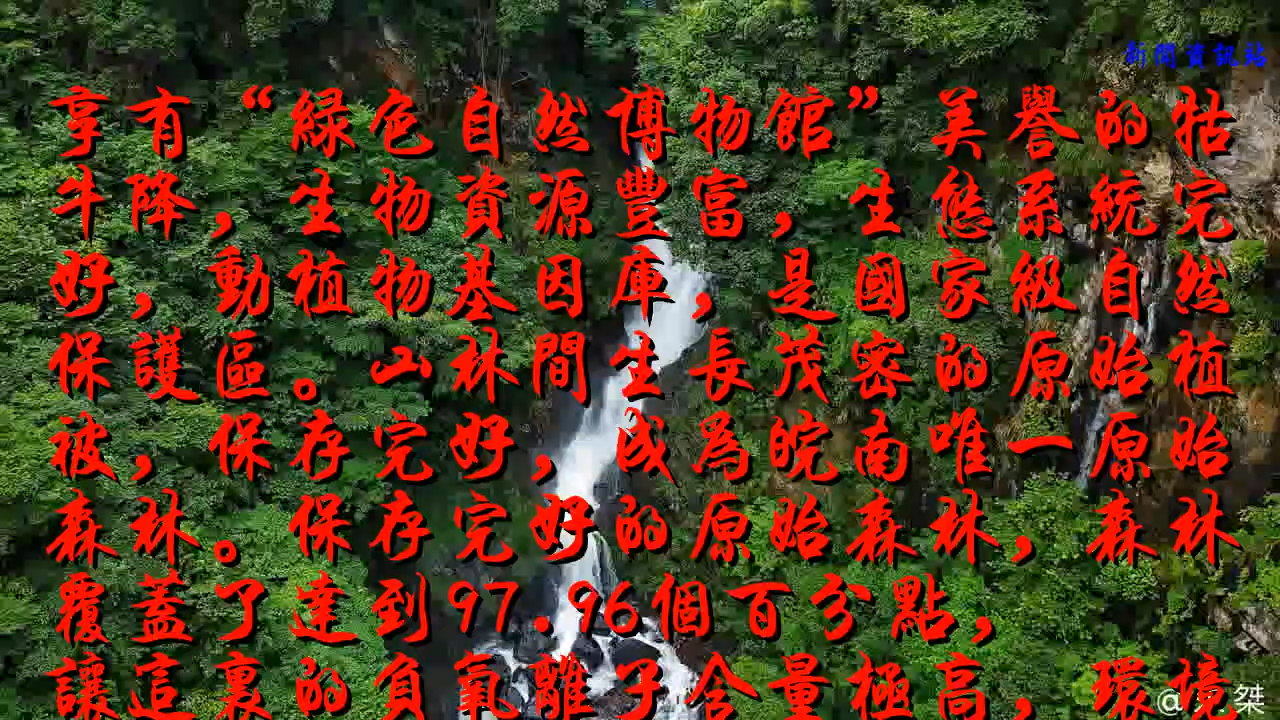 新聞資訊站
享有“綠色自然博物館”美譽的牯
牛降，生物資源豐富，生態系統完
好，動植物基因庫，是國家級自然
保護區。山林間生長茂密的原始植
被，保存完好，成為皖南唯一原始
森林。保存完好的原始森林，森林
覆蓋了達到97.96個百分點，
讓這裏的負氧離子含量極高，環境